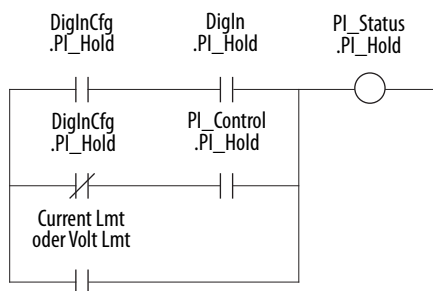 DigInCfg
.PI_Hold
DigIn
.PI_Hold
PI_Status
.PI_Hold
DigInCfg
.PI_Hold
PI_Control
.PI_Hold
Current Lmt
oder Volt Lmt